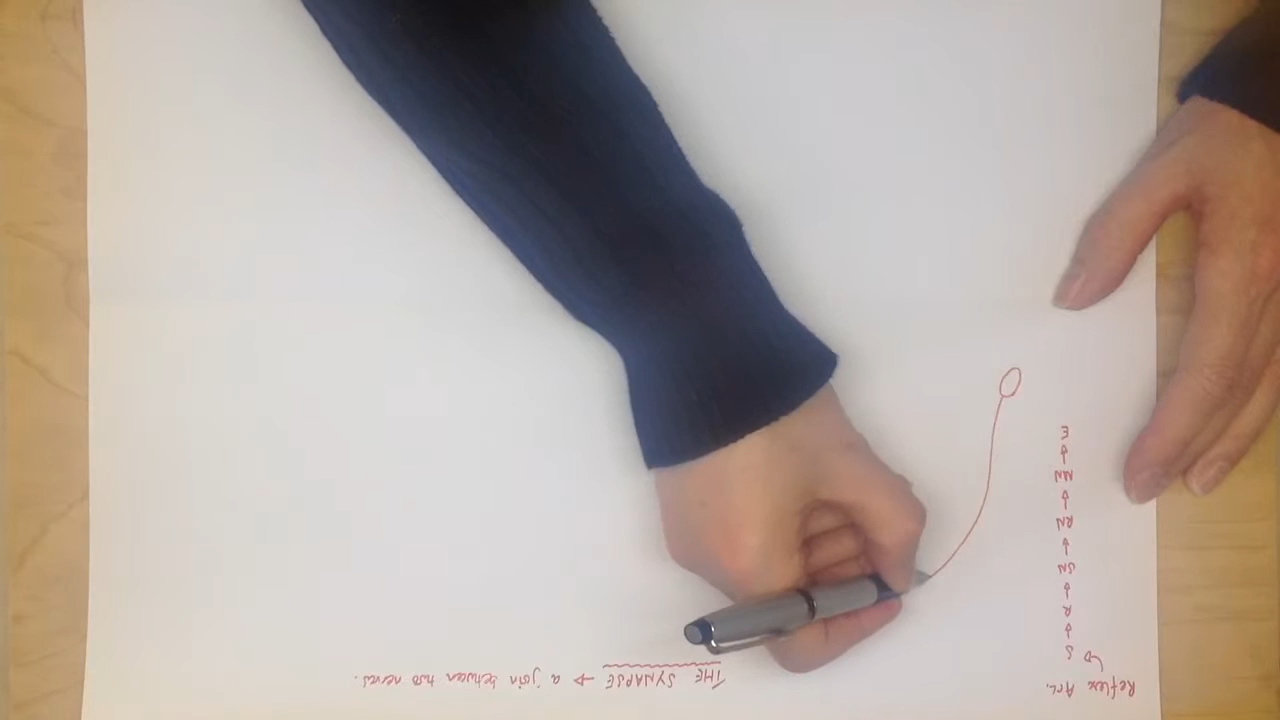 Reflex Arc.
↳ S
↓
R
↓
SN
↓
RN
↓
MN
↓
E
THE SYNAPSE → a join between two nerves.